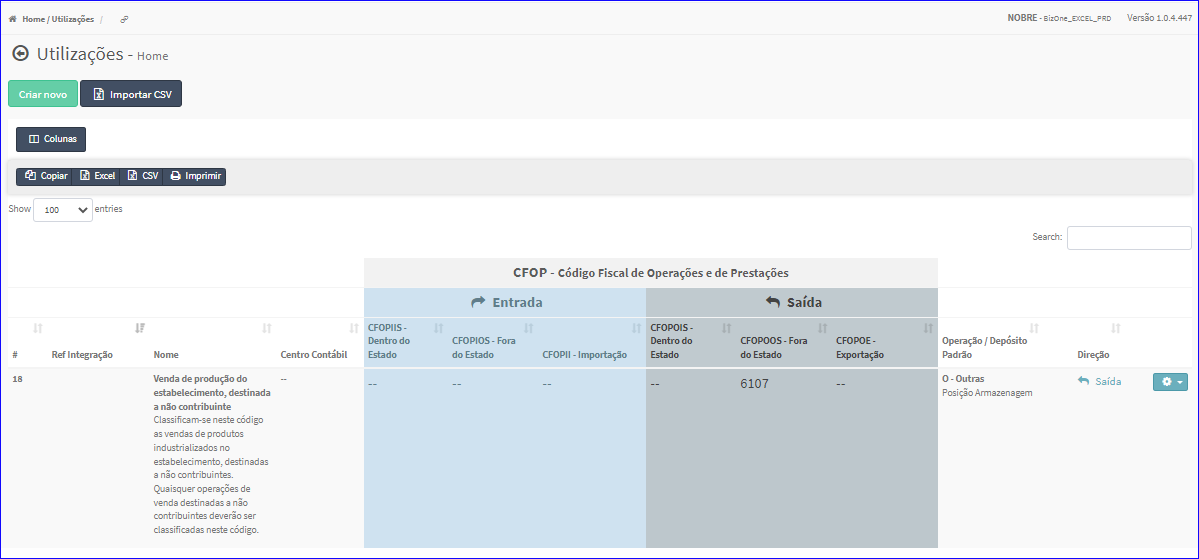 Home / Utilizações /
NOBRE - BizOne_EXCEL_PRD Versão 1.0.4.447
Utilizações - Home
Criar novo Importar CSV
Colunas
Copiar Excel CSV Imprimir
Show 100 entries
Search:
CFOP - Código Fiscal de Operações e de Prestações
Entrada Saída
# Ref Integração Nome Centro Contábil
CFOPIIS -
Dentro do
Estado
CFOPIOS - Fora
do Estado
CFOPII - Importação
CFOPOIS -
Dentro do
Estado
CFOPOOS - Fora
do Estado
CFOPOE -
Exportação
Operação / Depósito
Padrão
Direção
18
Venda de produção do
estabelecimento, destinada
a não contribuinte
Classificam-se neste código
as vendas de produtos
industrializados no
estabelecimento, destinadas
a não contribuintes.
Quaisquer operações de
venda destinadas a não
contribuintes deverão ser
classificadas neste código.
-- -- -- -- -- 6107 --
O - Outras
Posição Armazenagem
Saída